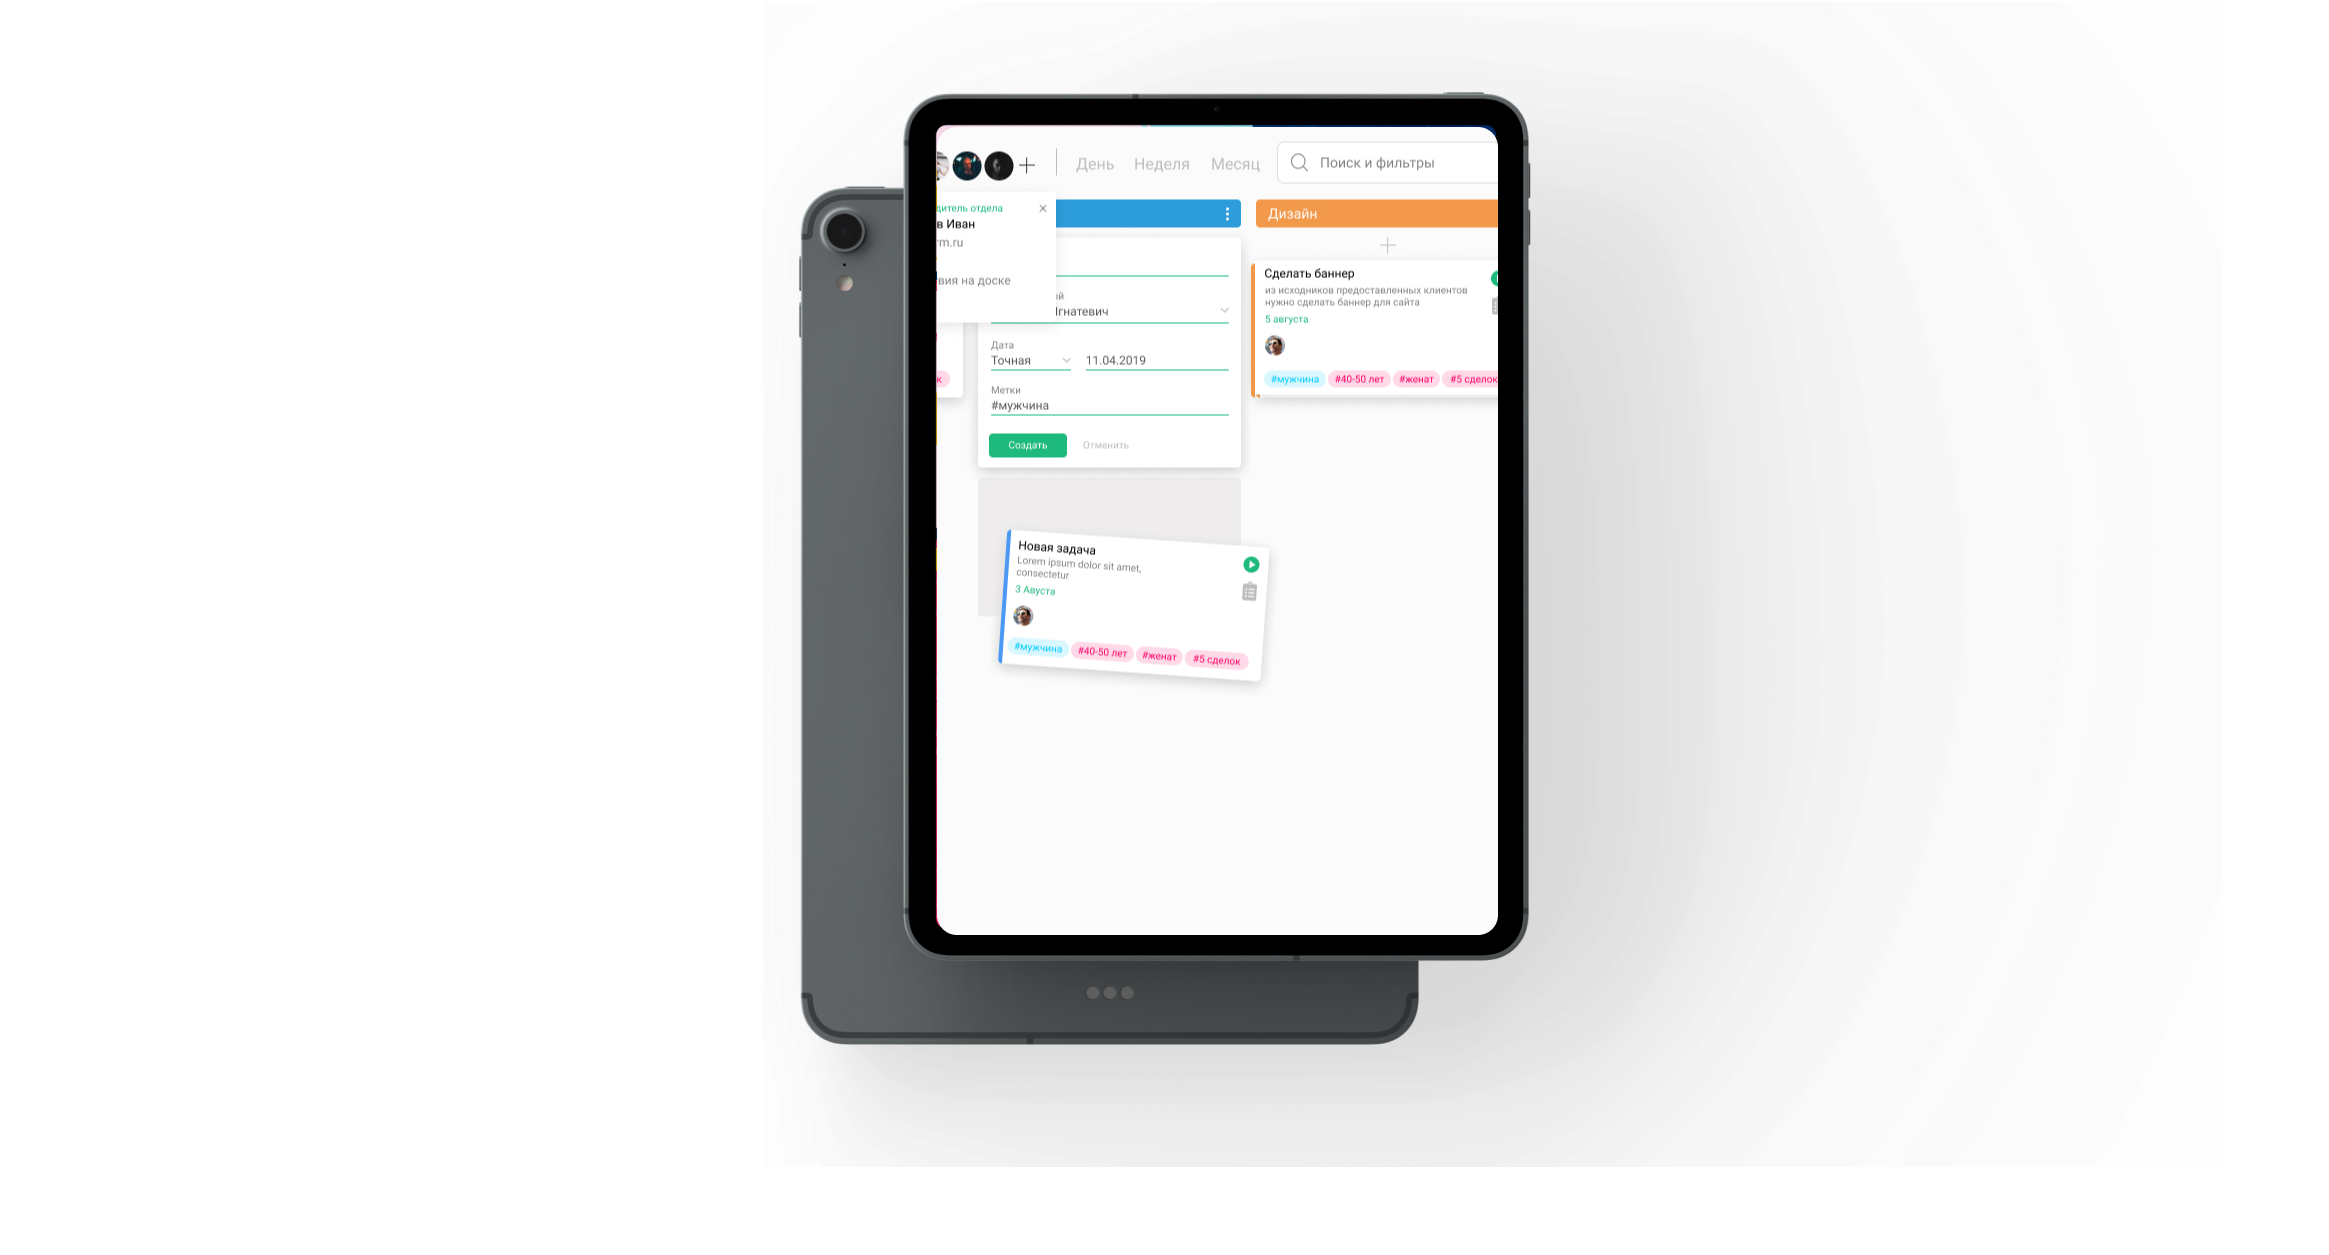 День Неделя Месяц Поиск и фильтры
дитель отдела
в Иван
rm.ru
вия на доске
ый
Игнатевич
Дата
Точная 11.04.2019
Метки
#мужчина
Создать Отменить
Новая задача
Lorem ipsum dolor sit amet,
consectetur
3 Авуста
#мужчина #40-50 лет #женат #5 сделок
Дизайн
Сделать баннер
из исходников предоставленных клиентов
нужно сделать баннер для сайта
5 августа
#мужчина #40-50 лет #женат #5 сделок